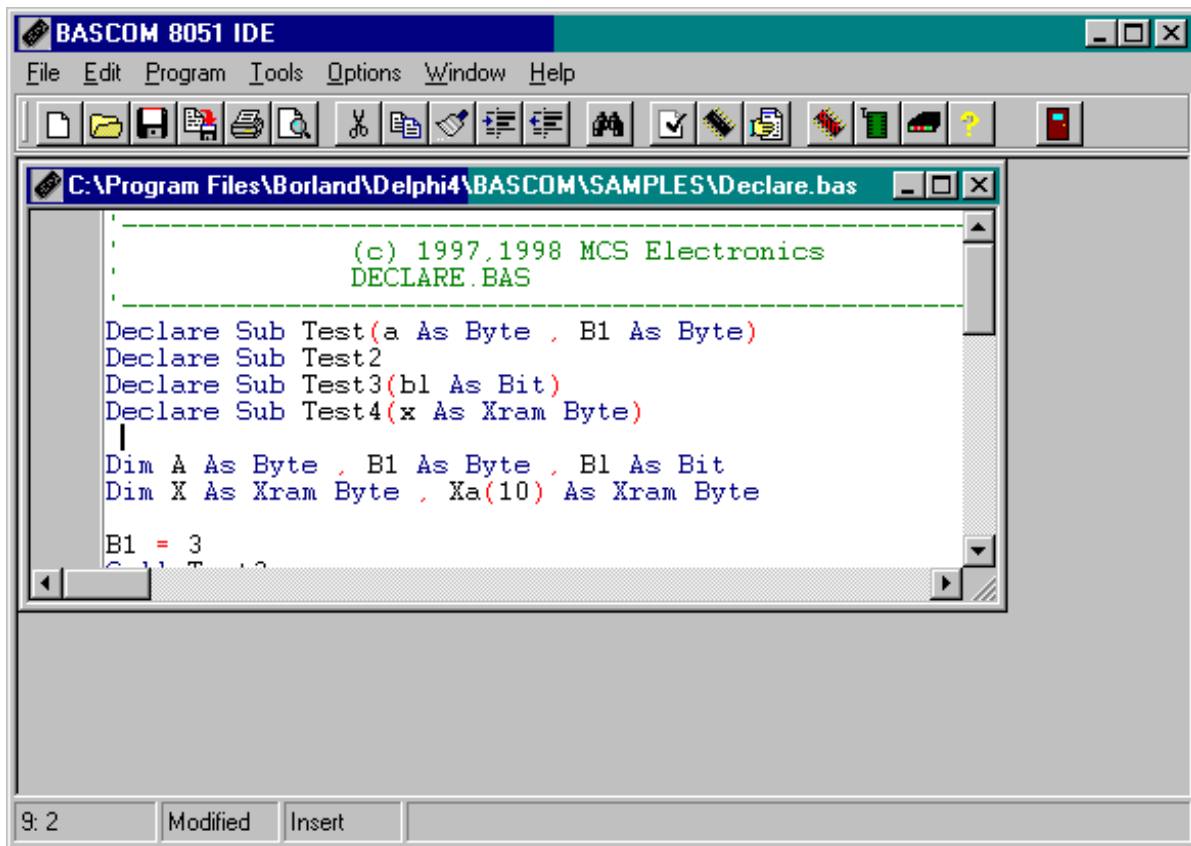 BASCOM 8051 IDE
File Edit Program Tools Options Window Help
C:\Program Files\Borland\Delphi4\BASCOM\SAMPLES\Declare.bas
'
' (c) 1997,1998 MCS Electronics
' DECLARE.BAS
'
Declare Sub Test(a As Byte , B1 As Byte)
Declare Sub Test2
Declare Sub Test3(bl As Bit)
Declare Sub Test4(x As Xram Byte)
Dim A As Byte , B1 As Byte , Bl As Bit
Dim X As Xram Byte , Xa(10) As Xram Byte
B1 = 3
9: 2 Modified Insert